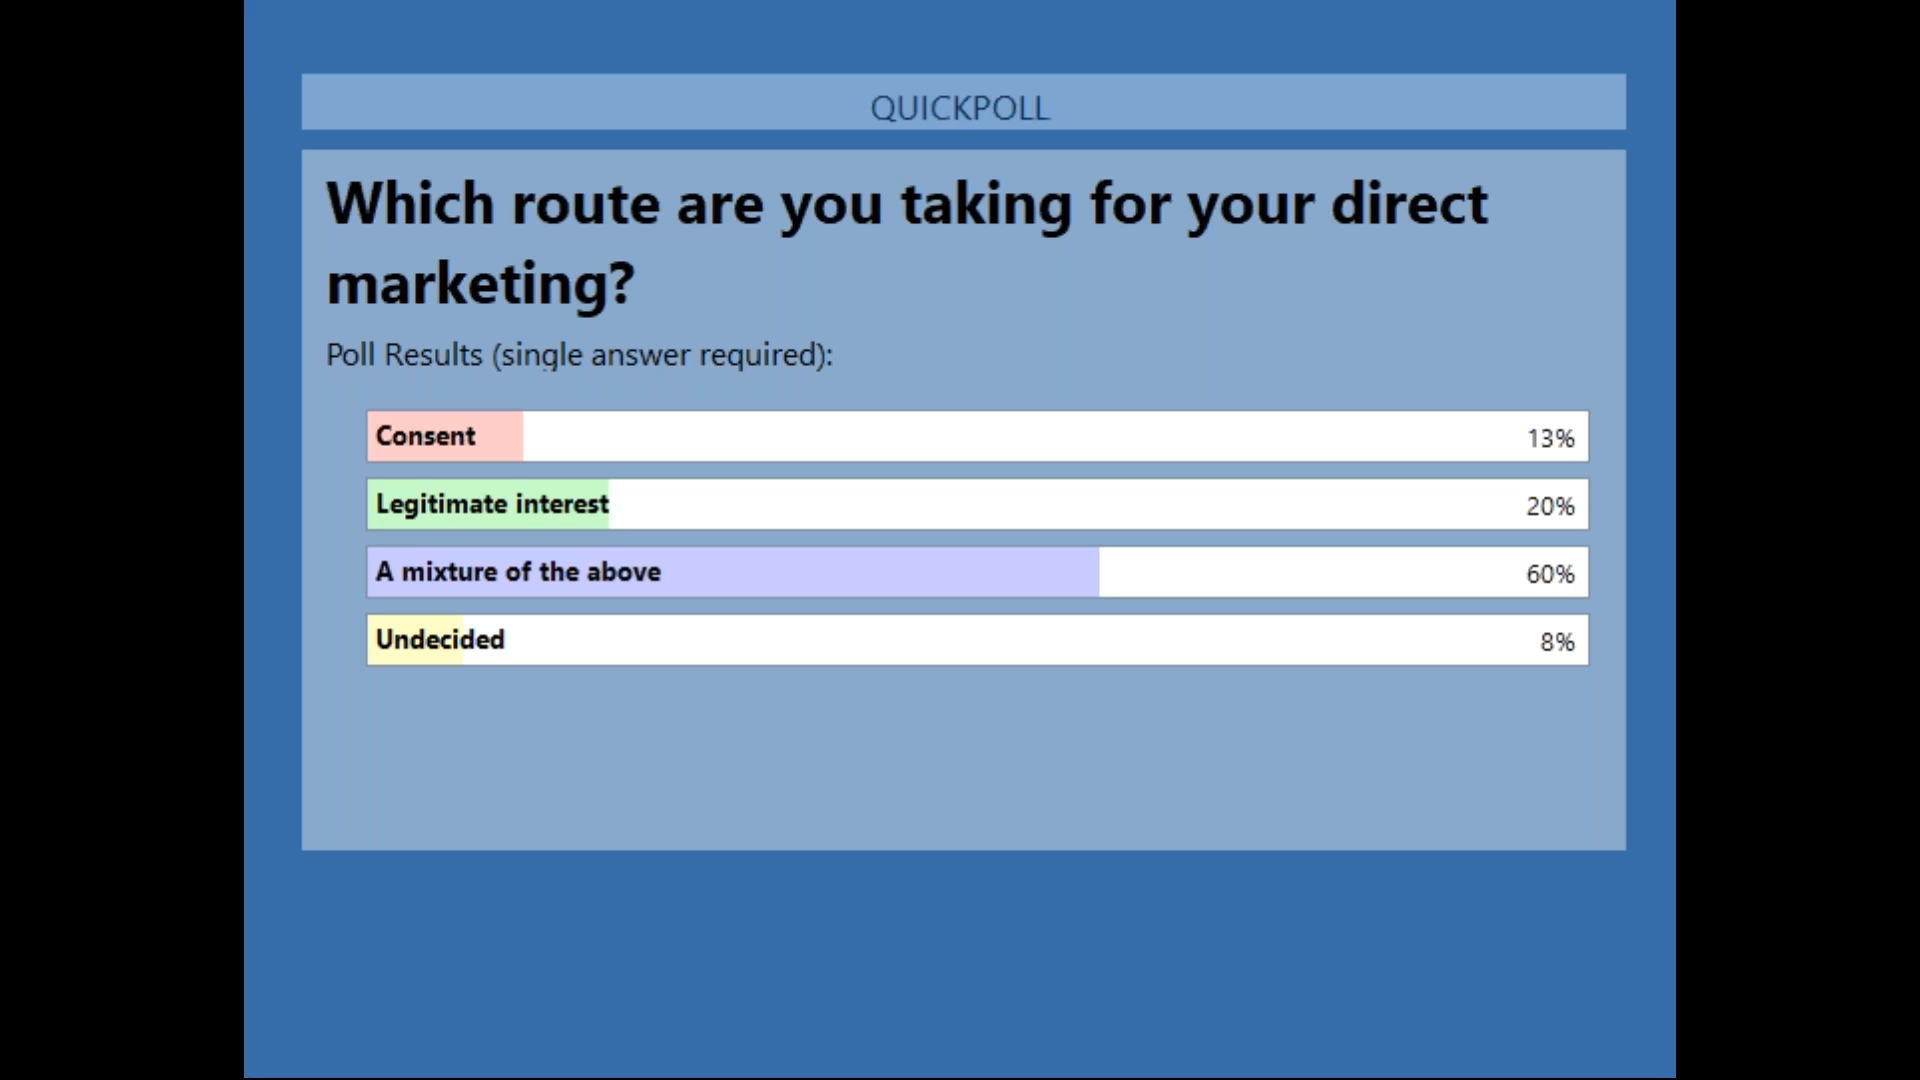 QUICKPOLL
Which route are you taking for your direct
marketing?
Poll Results (single answer required):
Consent 13%
Legitimate interest 20%
A mixture of the above 60%
Undecided 8%